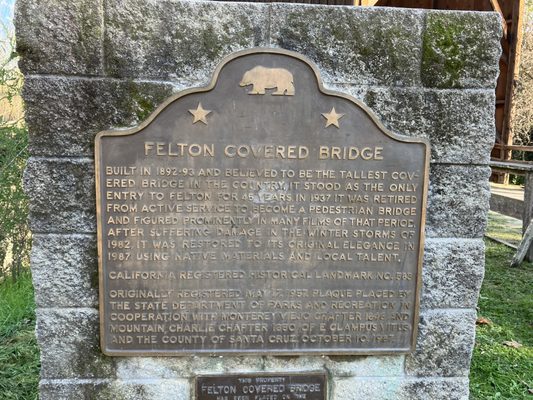 FELTON COVERED BRIDGE
BUILT IN 1892-93 AND BELIEVED TO BE THE TALLEST COV-
ERED BRIDGE IN THE COUNTRY, IT STOOD AS THE ONLY
ENTRY TO FELTON FOR 45 YEARS. IN 1937 IT WAS RETIRED
FROM ACTIVE SERVICE TO BECOME A PEDESTRIAN BRIDGE
AND FIGURED PROMINENTLY IN MANY FILMS OF THAT PERIOD.
AFTER SUFFERING DAMAGE IN THE WINTER STORMS OF
1982, IT WAS RESTORED TO ITS ORIGINAL ELEGANCE IN
1987 USING NATIVE MATERIALS AND LOCAL TALENT.
CALIFORNIA REGISTERED HISTORICAL LANDMARK NO. 583
ORIGINALLY REGISTERED MAY 1957. PLAQUE PLACED BY
THE STATE DEPARTMENT OF PARKS AND RECREATION IN
COOPERATION WITH MONTEREY VIEJO CHAPTER 1846 AND
MOUNTAIN CHARLIE CHAPTER 1850 OF E CLAMPUS VITUS
AND THE COUNTY OF SANTA CRUZ, OCTOBER 10, 1987.
THIS PROPERTY
FELTON COVERED BRIDGE
HAS BEEN PLACED ON THE